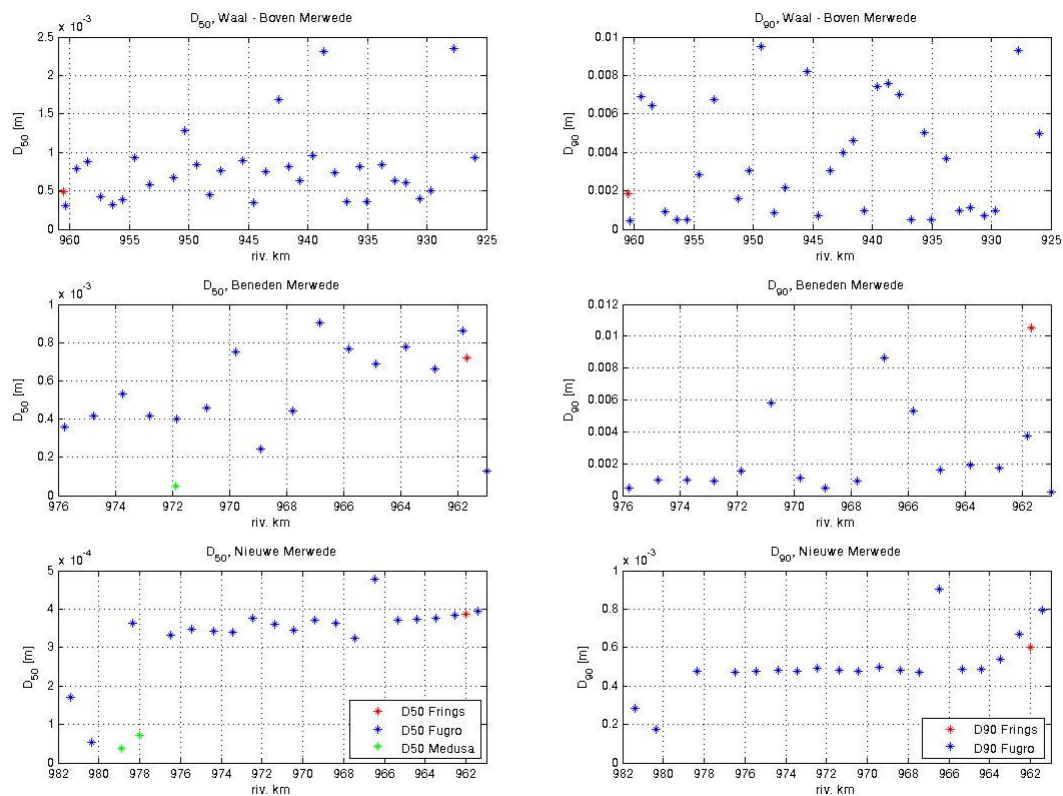 D50, Waal - Boven Merwede
x 10-3
2.5
2
1.5
1
0.5
0
D50 [m]
960 955 950 945 940 935 930 925
riv. km
D90, Waal - Boven Merwede
0.01
0.008
0.006
0.004
0.002
0
D90 [m]
960 955 950 945 940 935 930 925
riv. km
D50, Beneden Merwede
x 10-3
1
0.8
0.6
0.4
0.2
0
D50 [m]
976 974 972 970 968 966 964 962
riv. km
D90, Beneden Merwede
0.012
0.01
0.008
0.006
0.004
0.002
0
D90 [m]
976 974 972 970 968 966 964 962
riv. km
D50, Nieuwe Merwede
x 10-4
5
4
3
2
1
0
D50 [m]
982 980 978 976 974 972 970 968 966 964 962
riv. km
D50 Frings
D50 Fugro
D50 Medusa
D90, Nieuwe Merwede
x 10-3
1
0.8
0.6
0.4
0.2
0
D90 [m]
982 980 978 976 974 972 970 968 966 964 962
riv. km
D90 Frings
D90 Fugro